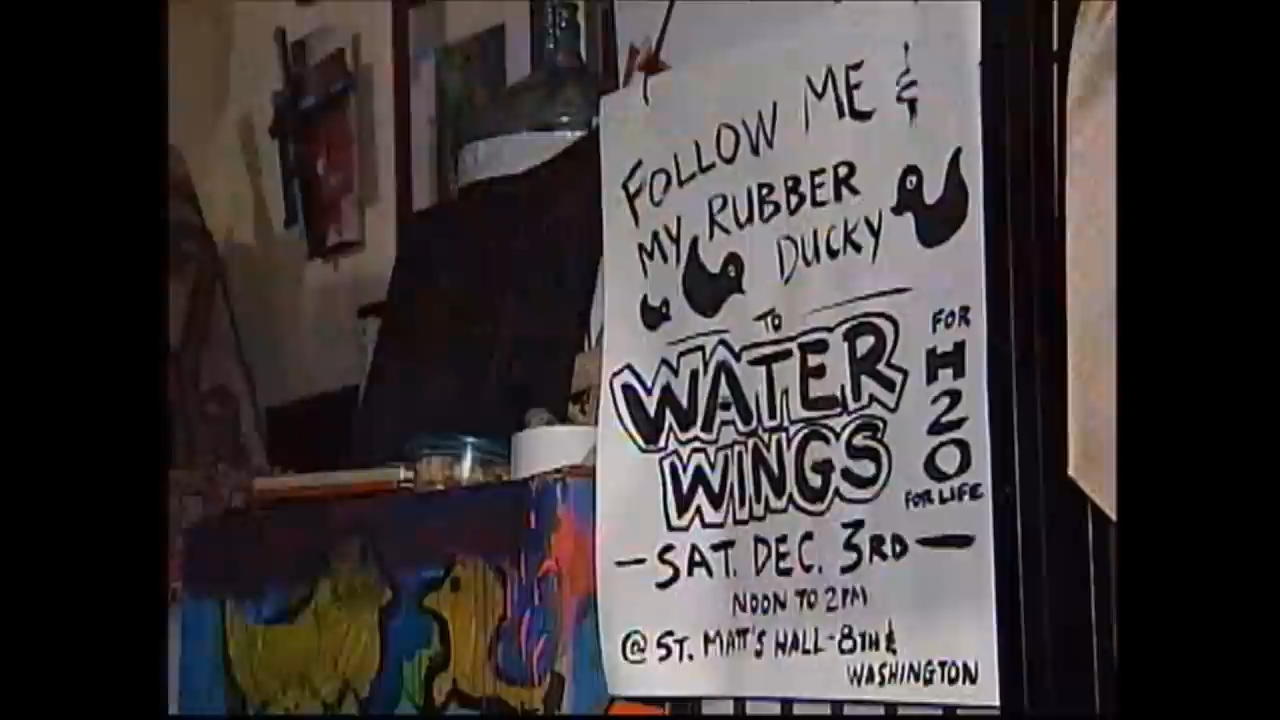 FOLLOW ME &
MY RUBBER
DUCKY
TO
WATER
WINGS
FOR
H
2
O
FOR LIFE
-SAT. DEC. 3RD-
NOON TO 2PM
@ ST. MATT'S HALL-8TH &
WASHINGTON